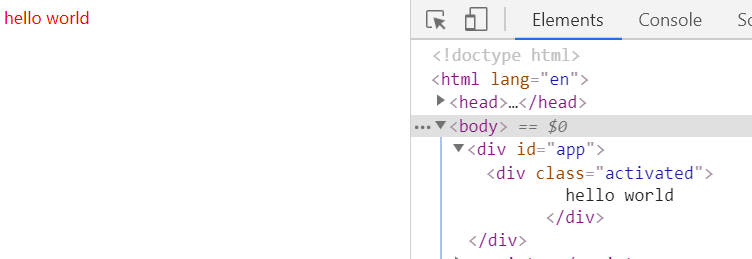 hello world
Elements Console So
<!doctype html>
<html lang="en">
<head>…</head>
<body> == $0
<div id="app">
<div class="activated">
hello world
</div>
</div>